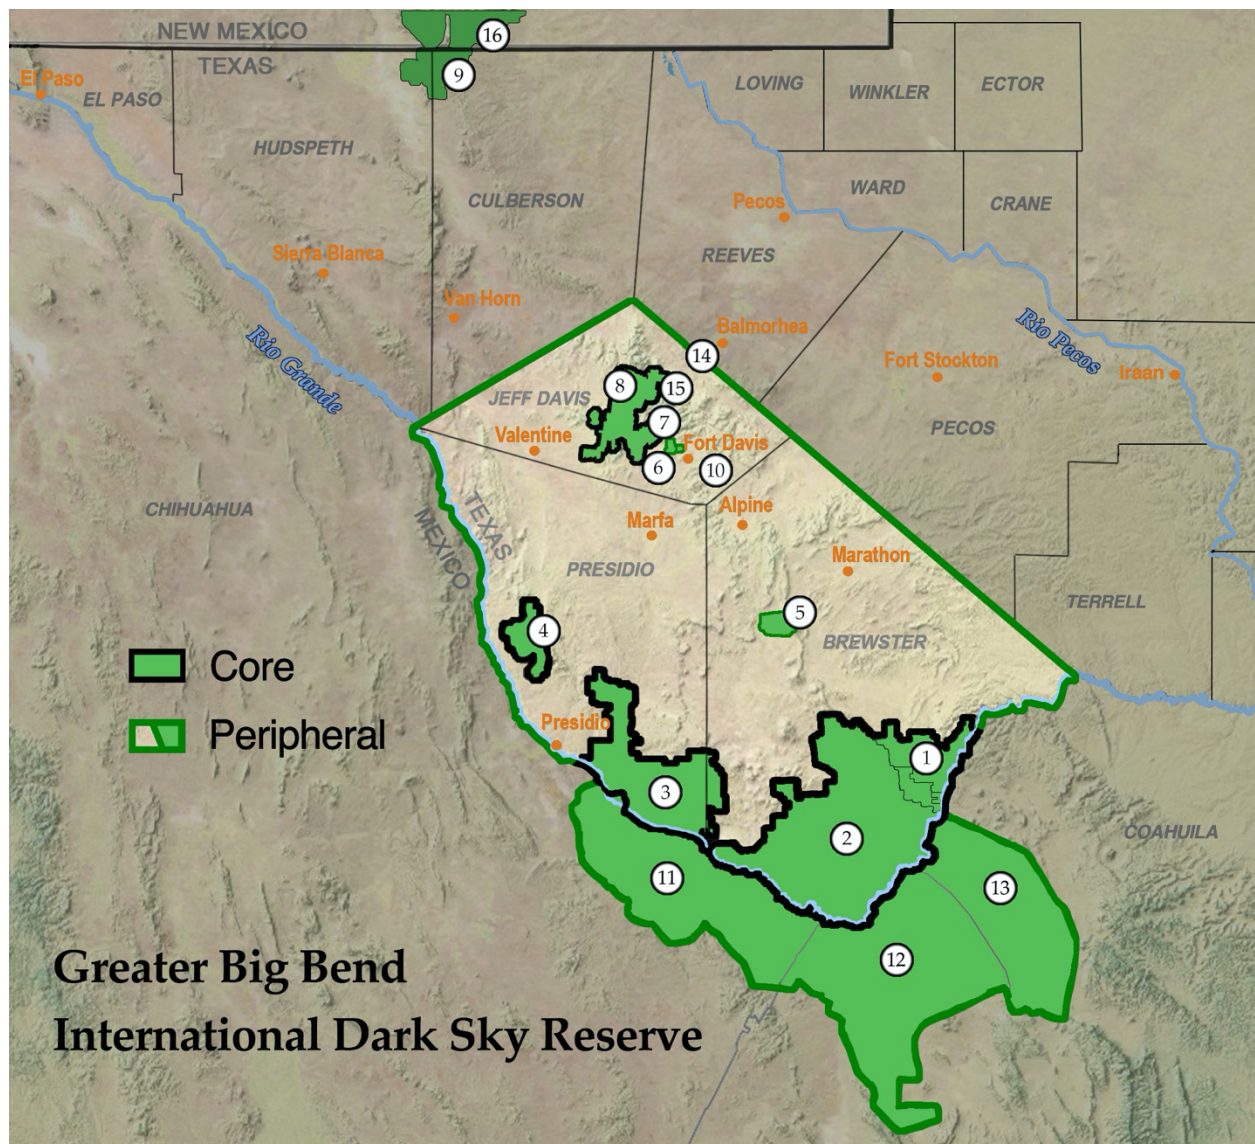 NEW MEXICO
16
TEXAS
9
El Paso
EL PASO
LOVING
WINKLER
ECTOR
HUDSPETH
CULBERSON
Pecos
WARD
CRANE
Sierra Blanca
REEVES
Van Horn
Rio Grande
Balmorhea
14
Rio Pecos
Fort Stockton
Iraan
JEFF DAVIS
8
15
7
Valentine
Fort Davis
PECOS
6
10
CHIHUAHUA
TEXAS
MEXICO
Marfa
Alpine
PRESIDIO
Marathon
4
5
BREWSTER
TERRELL
Core
Peripheral
Presidio
1
3
2
COAHUILA
11
13
12
Greater Big Bend
International Dark Sky Reserve